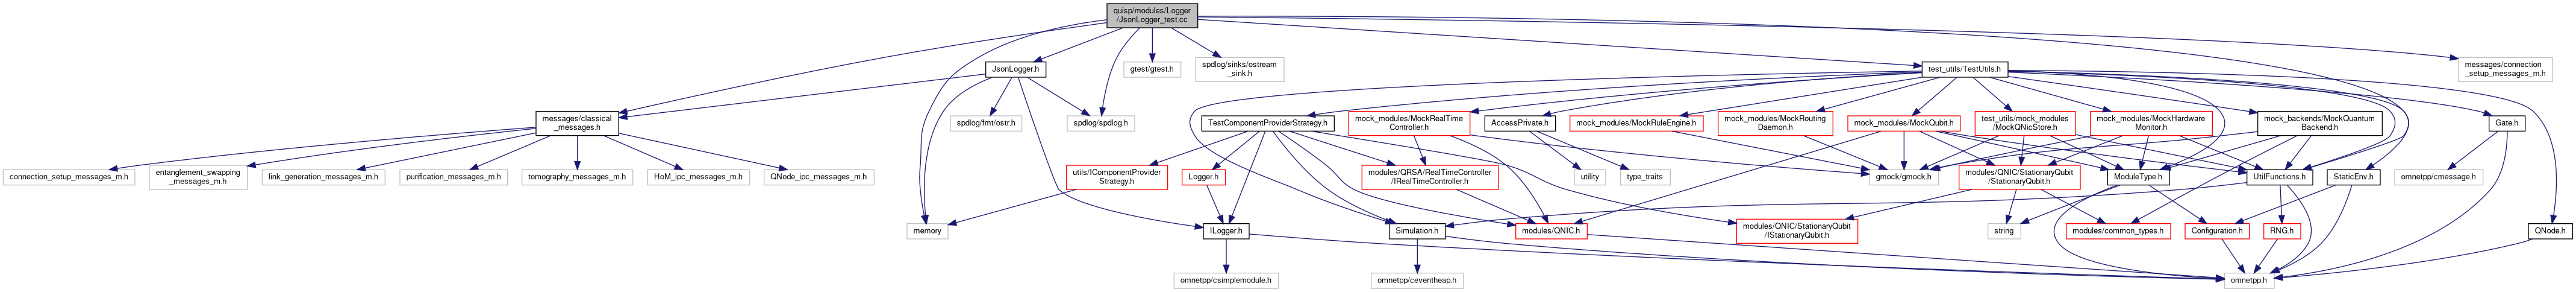 quisp/modules/Logger
/JsonLogger_test.cc
JsonLogger.h
gtest/gtest.h
spdlog/sinks/ostream
_sink.h
test_utils/TestUtils.h
messages/connection
_setup_messages_m.h
messages/classical
_messages.h
spdlog/fmt/ostr.h
spdlog/spdlog.h
TestComponentProviderStrategy.h
mock_modules/MockRealTime
Controller.h
AccessPrivate.h
mock_modules/MockRuleEngine.h
mock_modules/MockRouting
Daemon.h
mock_modules/MockQubit.h
test_utils/mock_modules
/MockQNicStore.h
mock_modules/MockHardware
Monitor.h
mock_backends/MockQuantum
Backend.h
Gate.h
connection_setup_messages_m.h
entanglement_swapping
_messages_m.h
link_generation_messages_m.h
purification_messages_m.h
tomography_messages_m.h
HoM_ipc_messages_m.h
QNode_ipc_messages_m.h
utils/IComponentProvider
Strategy.h
Logger.h
modules/QRSA/RealTimeController
/IRealTimeController.h
utility
type_traits
gmock/gmock.h
modules/QNIC/StationaryQubit
/StationaryQubit.h
ModuleType.h
UtilFunctions.h
StaticEnv.h
omnetpp/cmessage.h
memory
ILogger.h
Simulation.h
modules/QNIC.h
modules/QNIC/StationaryQubit
/IStationaryQubit.h
string
modules/common_types.h
Configuration.h
RNG.h
QNode.h
omnetpp/csimplemodule.h
omnetpp/ceventheap.h
omnetpp.h